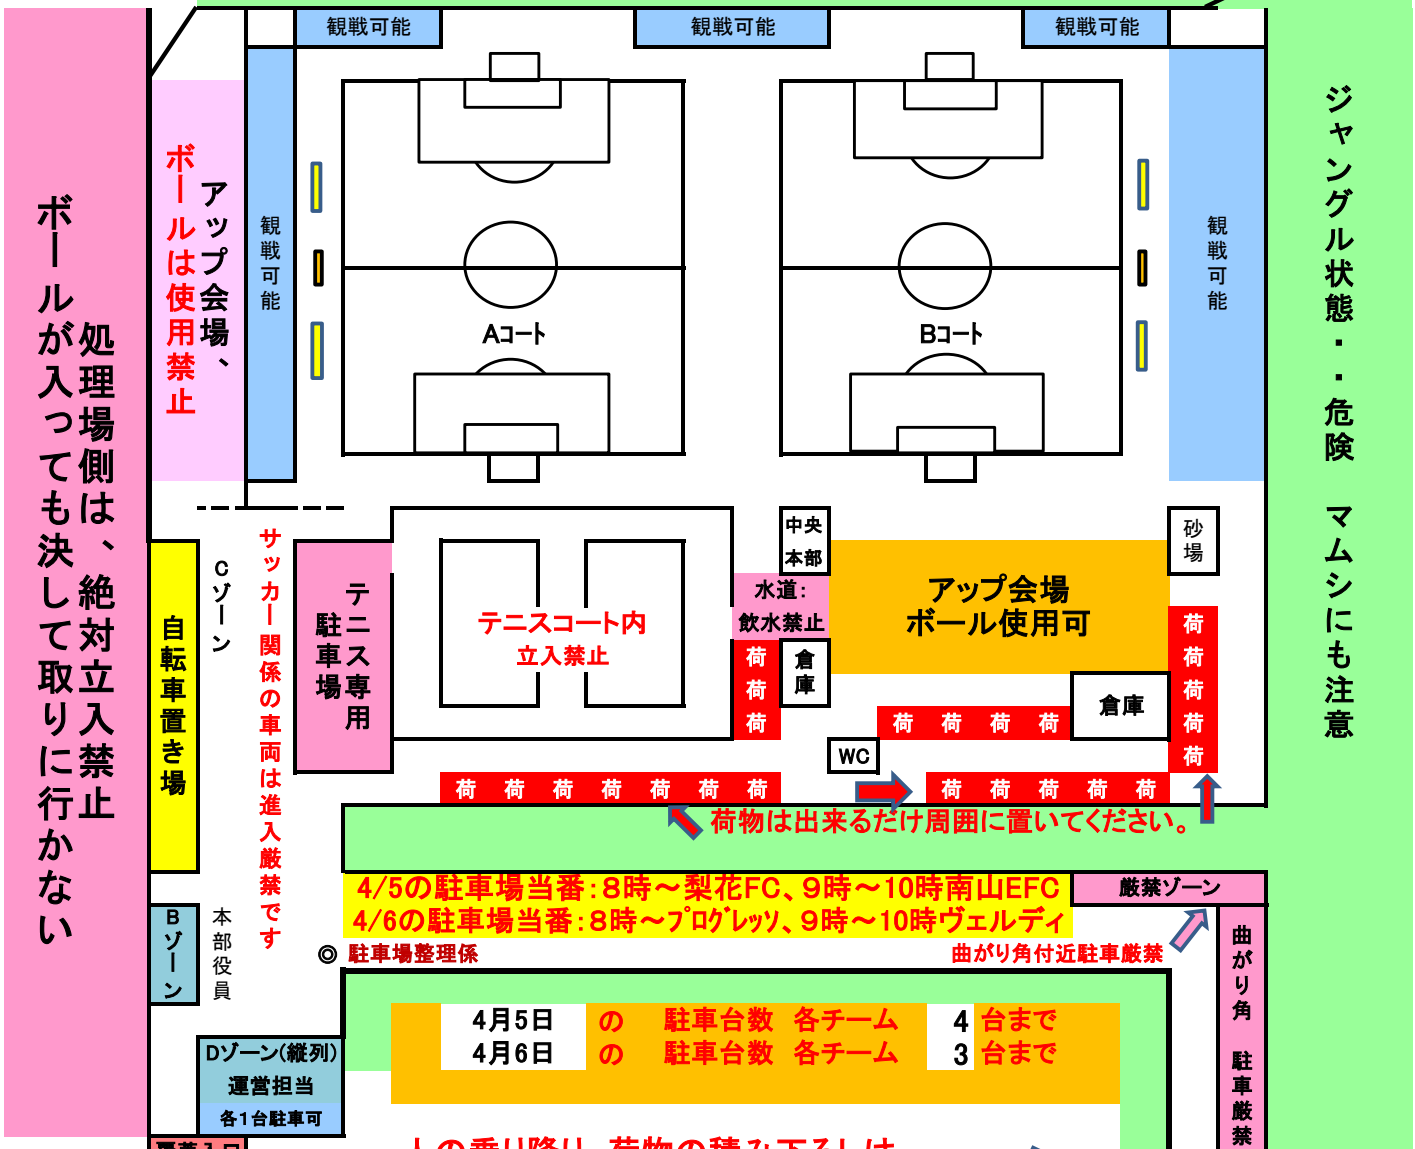 観戦可能
観戦可能
観戦可能
処理場側は、絶対立入禁止
ボールが入っても決して取りに行かない
アップ会場、
ボールは使用禁止
観戦可能
Aコート
Bコート
観戦可能
ジャングル状態・・危険 マムシにも注意
Cゾーン
サッカー関係の車両は進入厳禁です
自転車置き場
テニス専用
駐車場
テニスコート内
立入禁止
中央
本部
水道:
飲水禁止
アップ会場
ボール使用可
砂場
荷
荷
荷
倉庫
荷 荷 荷 荷
倉庫
荷
荷
荷
荷
荷
WC
荷 荷 荷 荷 荷 荷 荷
荷 荷 荷 荷 荷
荷物は出来るだけ周囲に置いてください。
4/5の駐車場当番:8時～梨花FC、9時～10時南山EFC
4/6の駐車場当番:8時～プログレッソ、9時～10時ヴェルディ
厳禁ゾーン
◎ 駐車場整理係
曲がり角付近駐車厳禁
曲がり角 駐車厳禁
Bゾーン
本部役員
4月5日 の 駐車台数 各チーム 4 台まで
4月6日 の 駐車台数 各チーム 3 台まで
Dゾーン(縦列)
運営担当
各1台駐車可